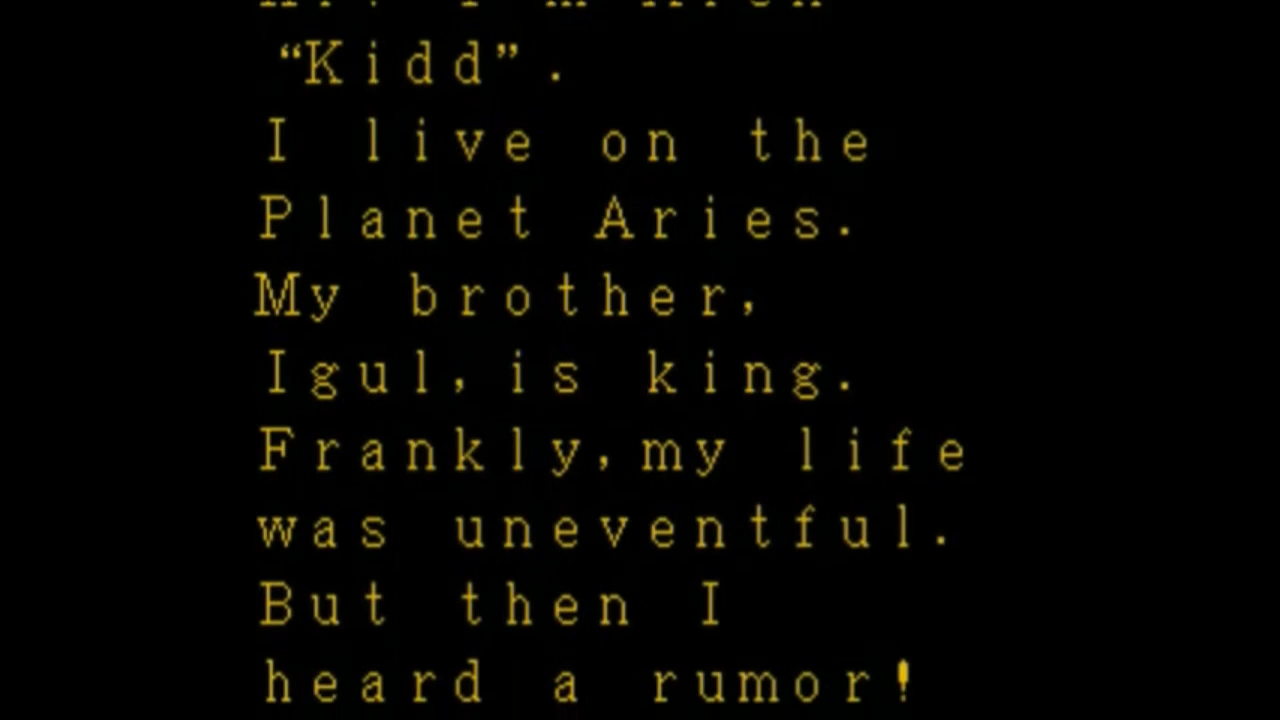 “Kidd”.
I live on the
Planet Aries.
My brother,
Igul,is king.
Frankly,my life
was uneventful.
But then I
heard a rumor!